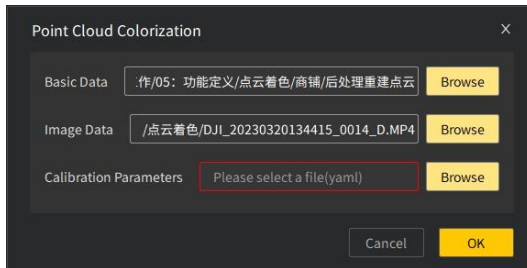 Point Cloud Colorization X
Basic Data :作/05：功能定义/点云着色/商铺/后处理重建点云 Browse
Image Data /点云着色/DJI_20230320134415_0014_D.MP4 Browse
Calibration Parameters Please select a file(yaml) Browse
Cancel OK